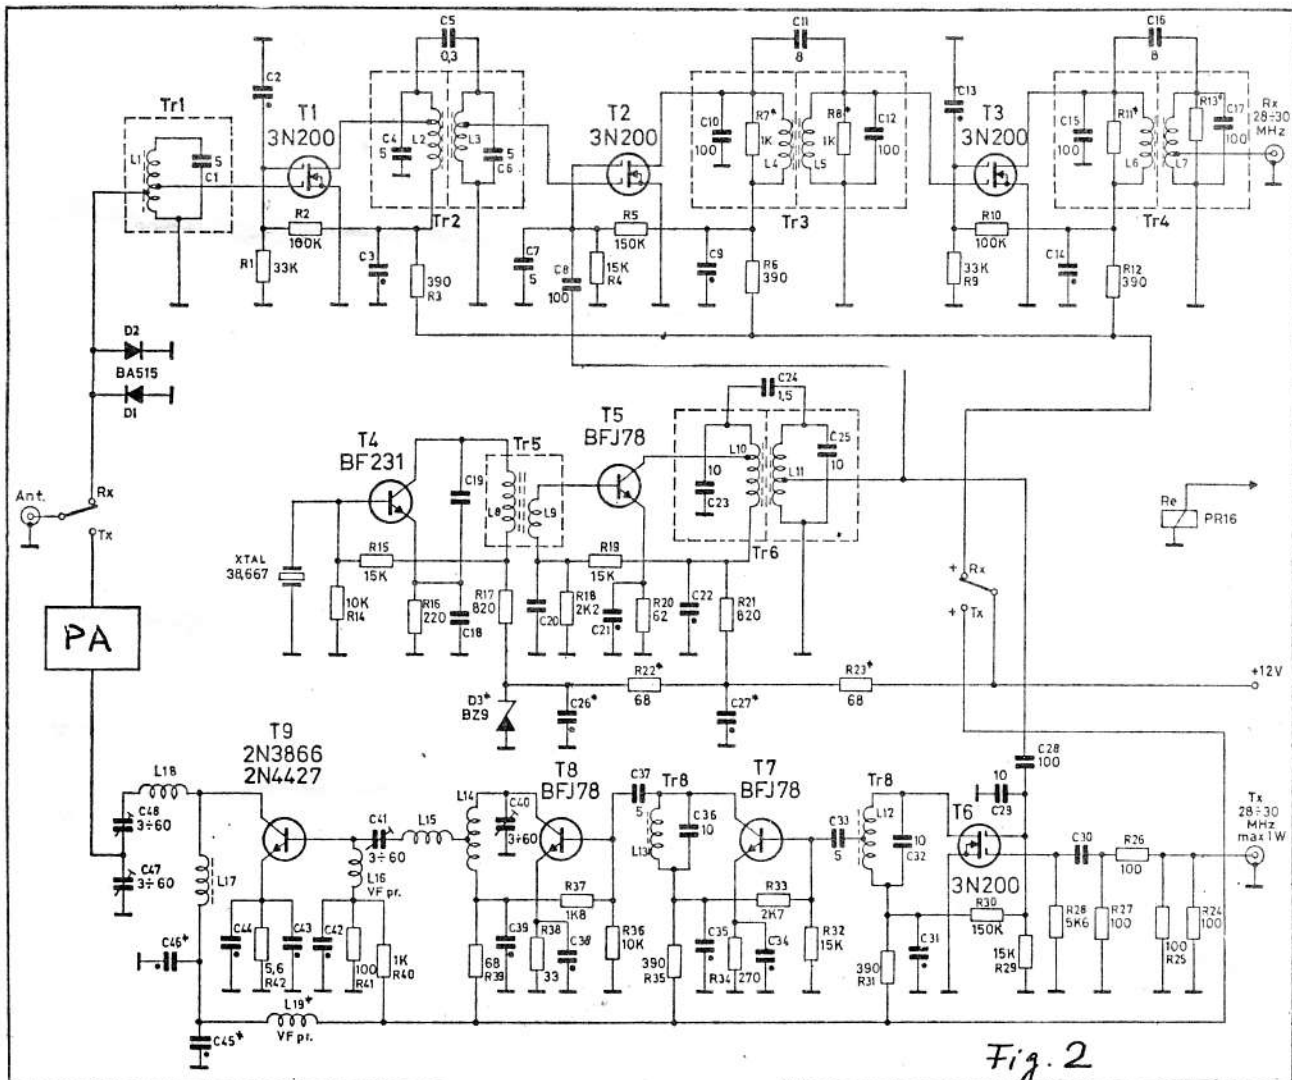 C5
0,3
C11
8
C16
8
C2
Tr1
T1
3N200
L1
5
C1
C4
5
L2
L3
5
C6
Tr2
T2
3N200
C10
100
R7*
1K
L4
R8*
1K
L5
C12
100
Tr3
C13
T3
3N200
C15
100
R11*
L6
R13*
L7
C17
100
Tr4
Rx
28÷30
MHz
R2
100K
R1
33K
C3
390
R3
C7
5
C8
100
15K
R4
R5
150K
C9
R6
390
R10
100K
33K
R9
C14
R12
390
D2
BA515
D1
Ant.
Rx
Tx
PA
T4
BF231
C19
Tr5
L8
L9
T5
BFJ78
C24
1,5
10
C23
L10
L11
C25
10
Tr6
XTAL
38,667
R15
15K
10K
R14
R16
220
C18
R17
820
C20
R18
2K2
R19
15K
C21
R20
62
C22
R21
820
Re
PR16
+ Rx
+ Tx
D3*
BZ9
C26*
R22*
68
C27*
R23*
68
+12V
T9
2N3866
2N4427
L18
C48
3÷60
C47
3÷60
L17
C41
3÷60
L15
L16
VF pr.
L14
C40
3÷60
T8
BFJ78
C37
5
Tr8
L13
C36
10
T7
BFJ78
C33
5
Tr8
L12
10
C32
T6
3N200
C28
100
10
C29
C30
R26
100
Tx
28÷30
MHz
max 1W
C46*
C44
5,6
R42
C43
C42
100
R41
1K
R40
68
R39
C39
R37
1K8
R38
33
C38
R36
10K
390
R35
C35
R34
270
R33
2K7
C34
R32
15K
390
R31
C31
R30
150K
15K
R29
R28
5K6
R27
100
100
R25
R24
100
L19*
VF pr.
C45*
Fig. 2